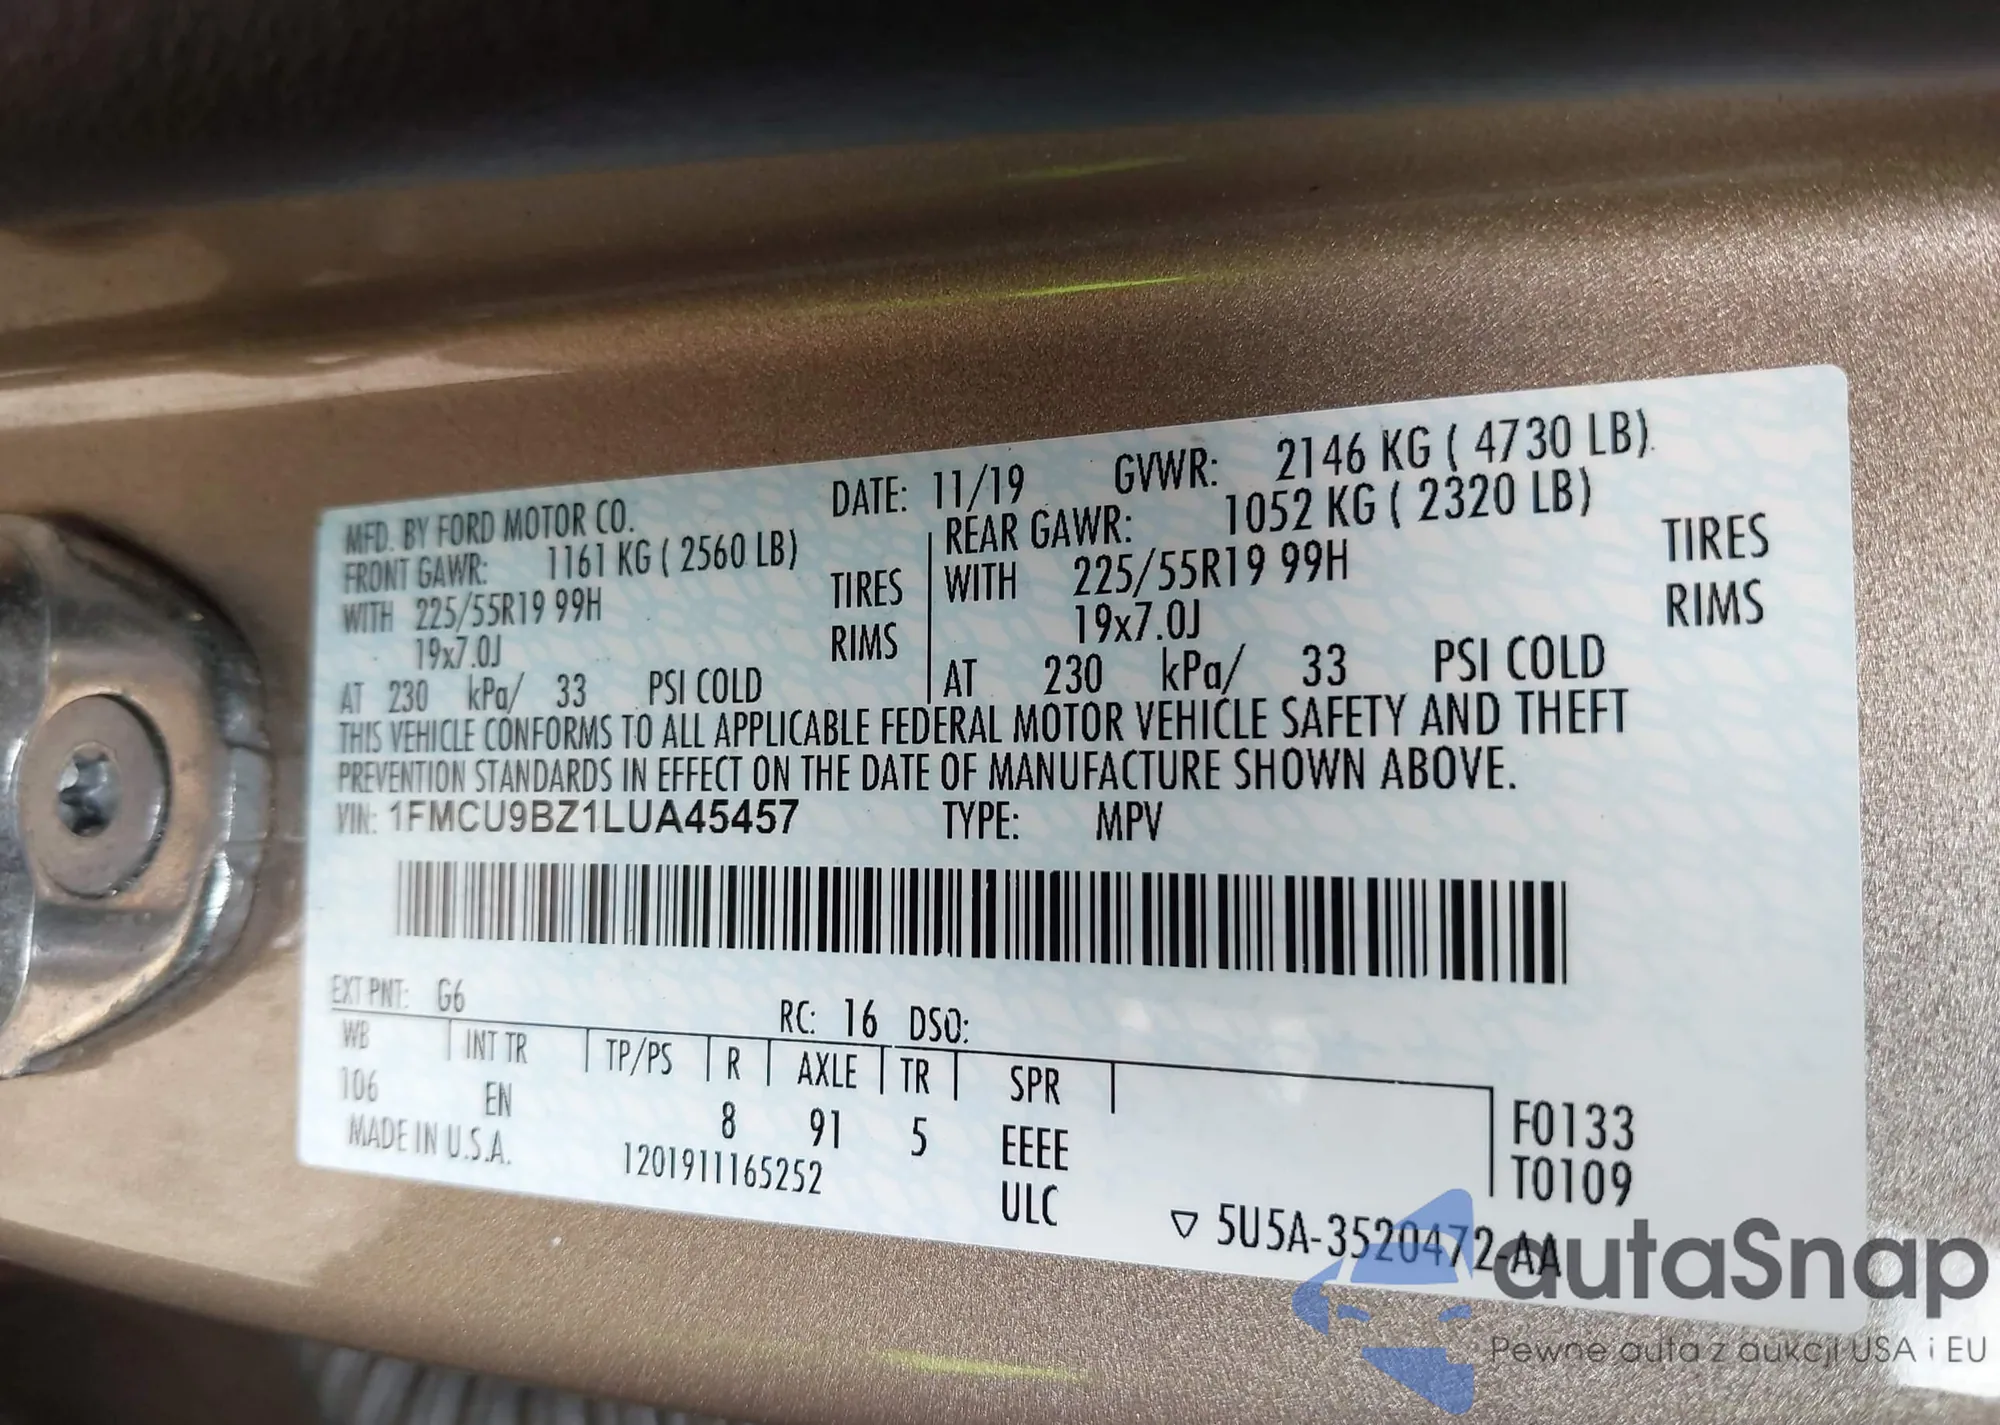 MFD. BY FORD MOTOR CO. DATE: 11/19 GVWR: 2146 KG ( 4730 LB)
FRONT GAWR: 1161 KG ( 2560 LB) REAR GAWR: 1052 KG ( 2320 LB)
WITH 225/55R19 99H TIRES WITH 225/55R19 99H TIRES
19x7.0J RIMS 19x7.0J RIMS
AT 230 kPa/ 33 PSI COLD AT 230 kPa/ 33 PSI COLD
THIS VEHICLE CONFORMS TO ALL APPLICABLE FEDERAL MOTOR VEHICLE SAFETY AND THEFT
PREVENTION STANDARDS IN EFFECT ON THE DATE OF MANUFACTURE SHOWN ABOVE.
VIN: 1FMCU9BZ1LUA45457 TYPE: MPV
EXT PNT: G6 RC: 16 DSO:
WB INT TR TP/PS R AXLE TR SPR
106 EN 8 91 5 EEEE F0133
MADE IN U.S.A. 1201911165252 ULC T0109
▽ 5U5A-3520472-AA
autaSnap
Pewne auta z aukcji USA i EU